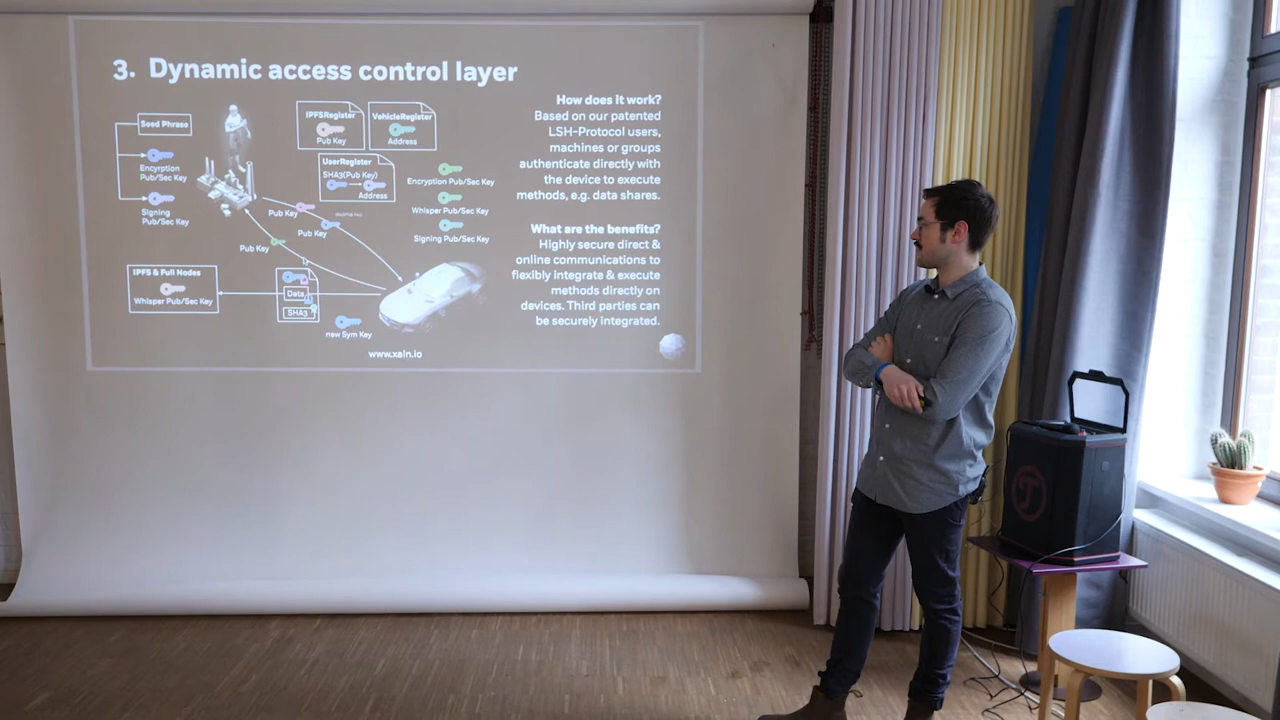 3. Dynamic access control layer
Seed Phrase
Encyrption
Pub/Sec Key
Signing
Pub/Sec Key
IPFSRegister
Pub Key
VehicleRegister
Address
UserRegister
SHA3(Pub Key)
Address
Encryption Pub/Sec Key
Whisper Pub/Sec Key
Signing Pub/Sec Key
Pub Key
Pub Key
Pub Key
IPFS & Full Nodes
Whisper Pub/Sec Key
Data
SHA3
new Sym Key
www.xain.io
How does it work?
Based on our patented
LSH-Protocol users,
machines or groups
authenticate directly with
the device to execute
methods, e.g. data shares.
What are the benefits?
Highly secure direct &
online communications to
flexibly integrate & execute
methods directly on
devices. Third parties can
be securely integrated.